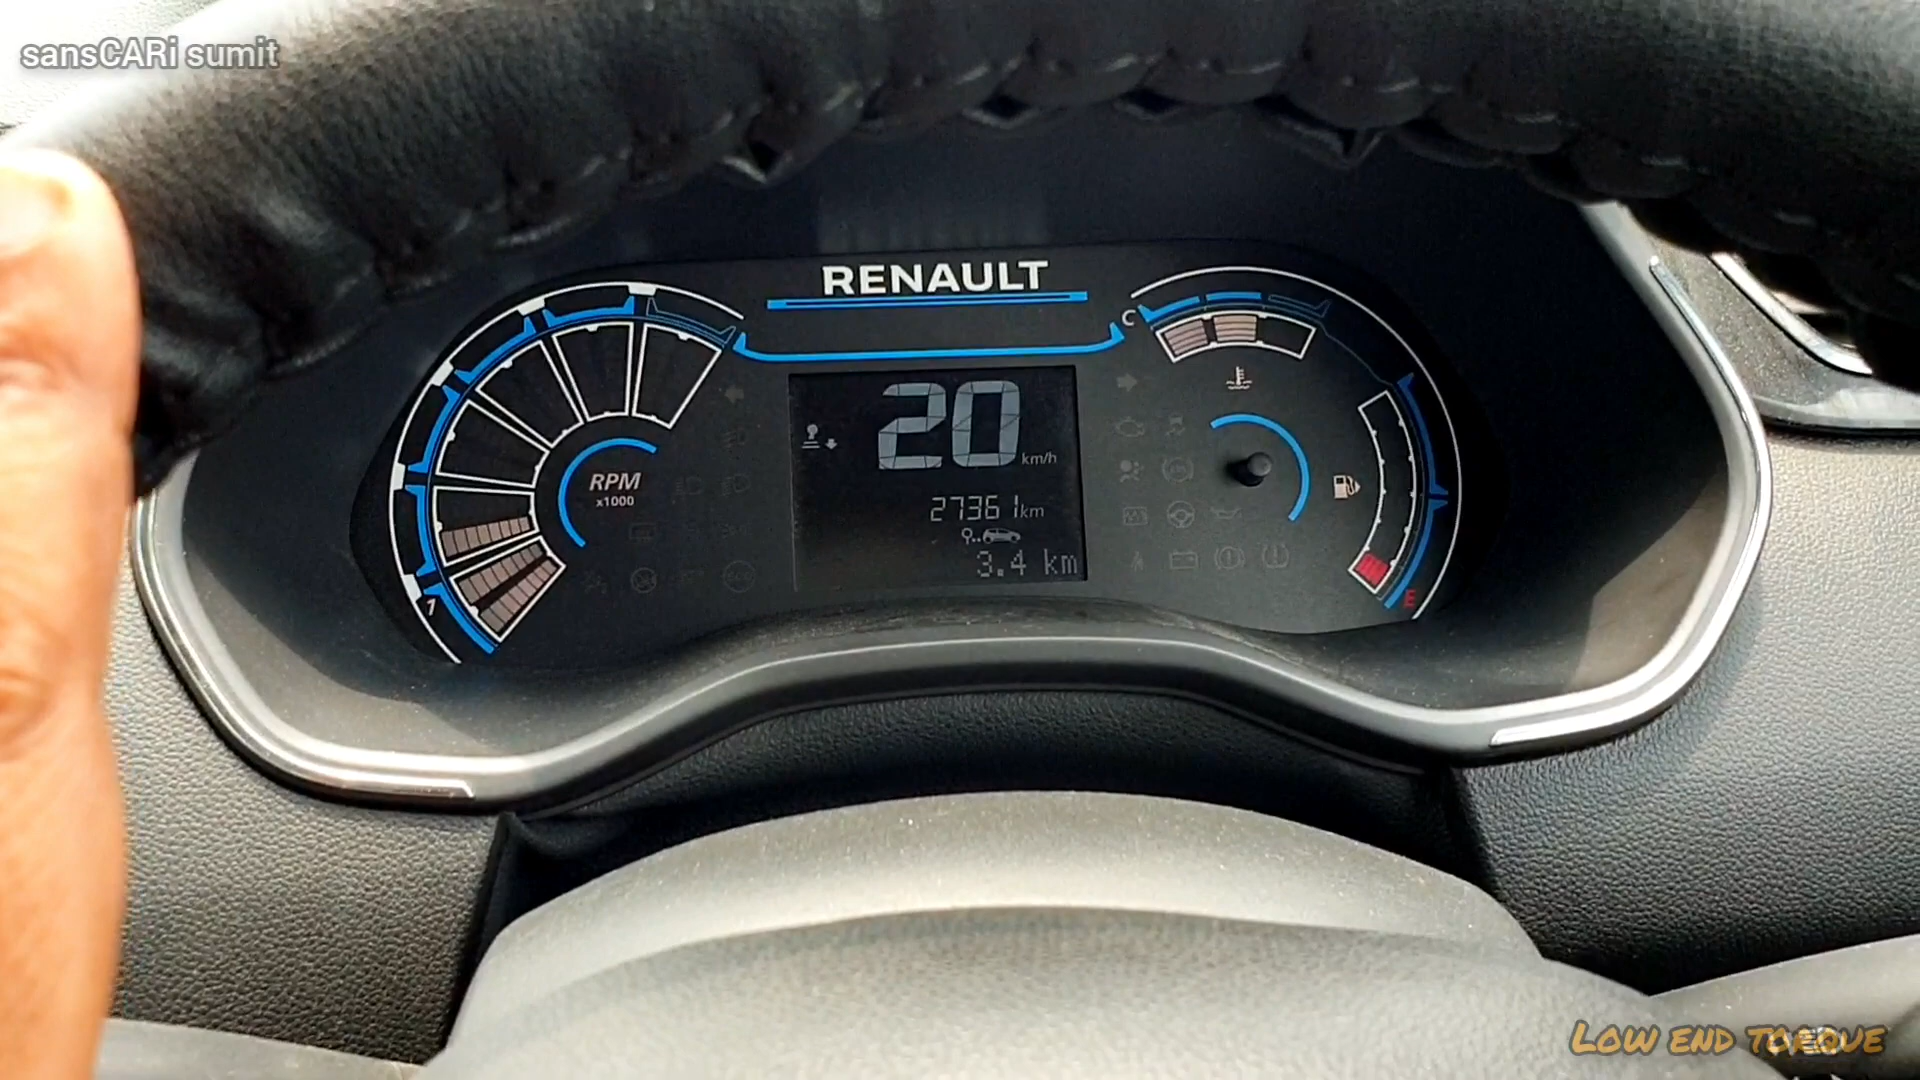 sansCARi sumit
RENAULT
C
20
km/h
RPM
x1000
27361km
3.4 km
1
E
LOW END TORQUE